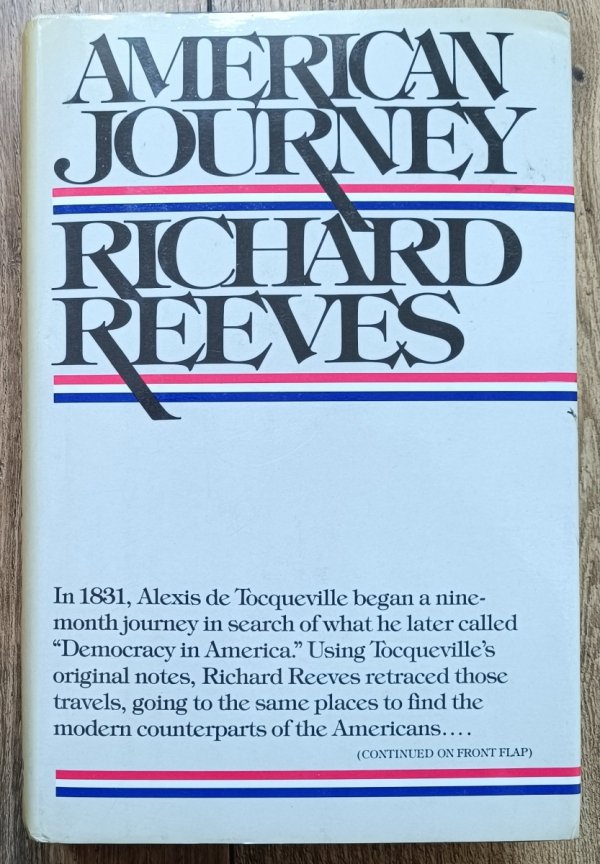 AMERICAN
JOURNEY
RICHARD
REEVES
In 1831, Alexis de Tocqueville began a nine-
month journey in search of what he later called
“Democracy in America.” Using Tocqueville’s
original notes, Richard Reeves retraced those
travels, going to the same places to find the
modern counterparts of the Americans....
(CONTINUED ON FRONT FLAP)